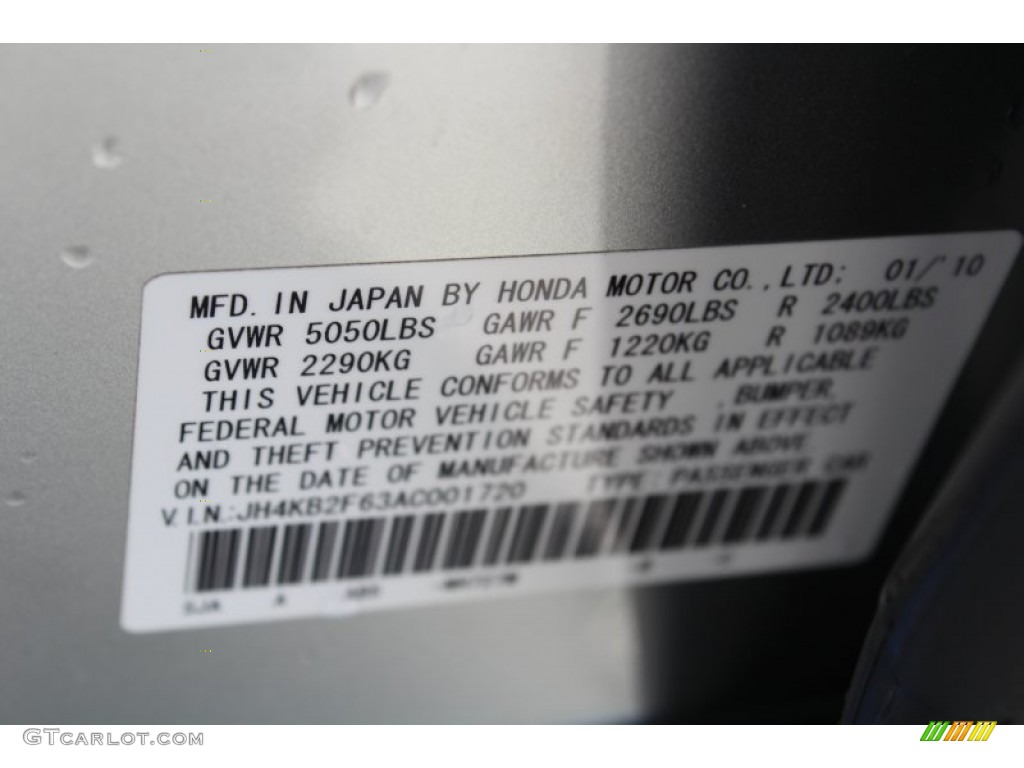 MFD. IN JAPAN BY HONDA MOTOR CO., LTD; 01/'10
GVWR 5050LBS GAWR F 2690LBS R 2400LBS
GVWR 2290KG GAWR F 1220KG R 1089KG
THIS VEHICLE CONFORMS TO ALL APPLICABLE
FEDERAL MOTOR VEHICLE SAFETY , BUMPER,
AND THEFT PREVENTION STANDARDS IN EFFECT
ON THE DATE OF MANUFACTURE SHOWN ABOVE
V.I.N.:JH4KB2F63AC001720 TYPE: PASSENGER CAR
SJA A
GTCARLOT.COM